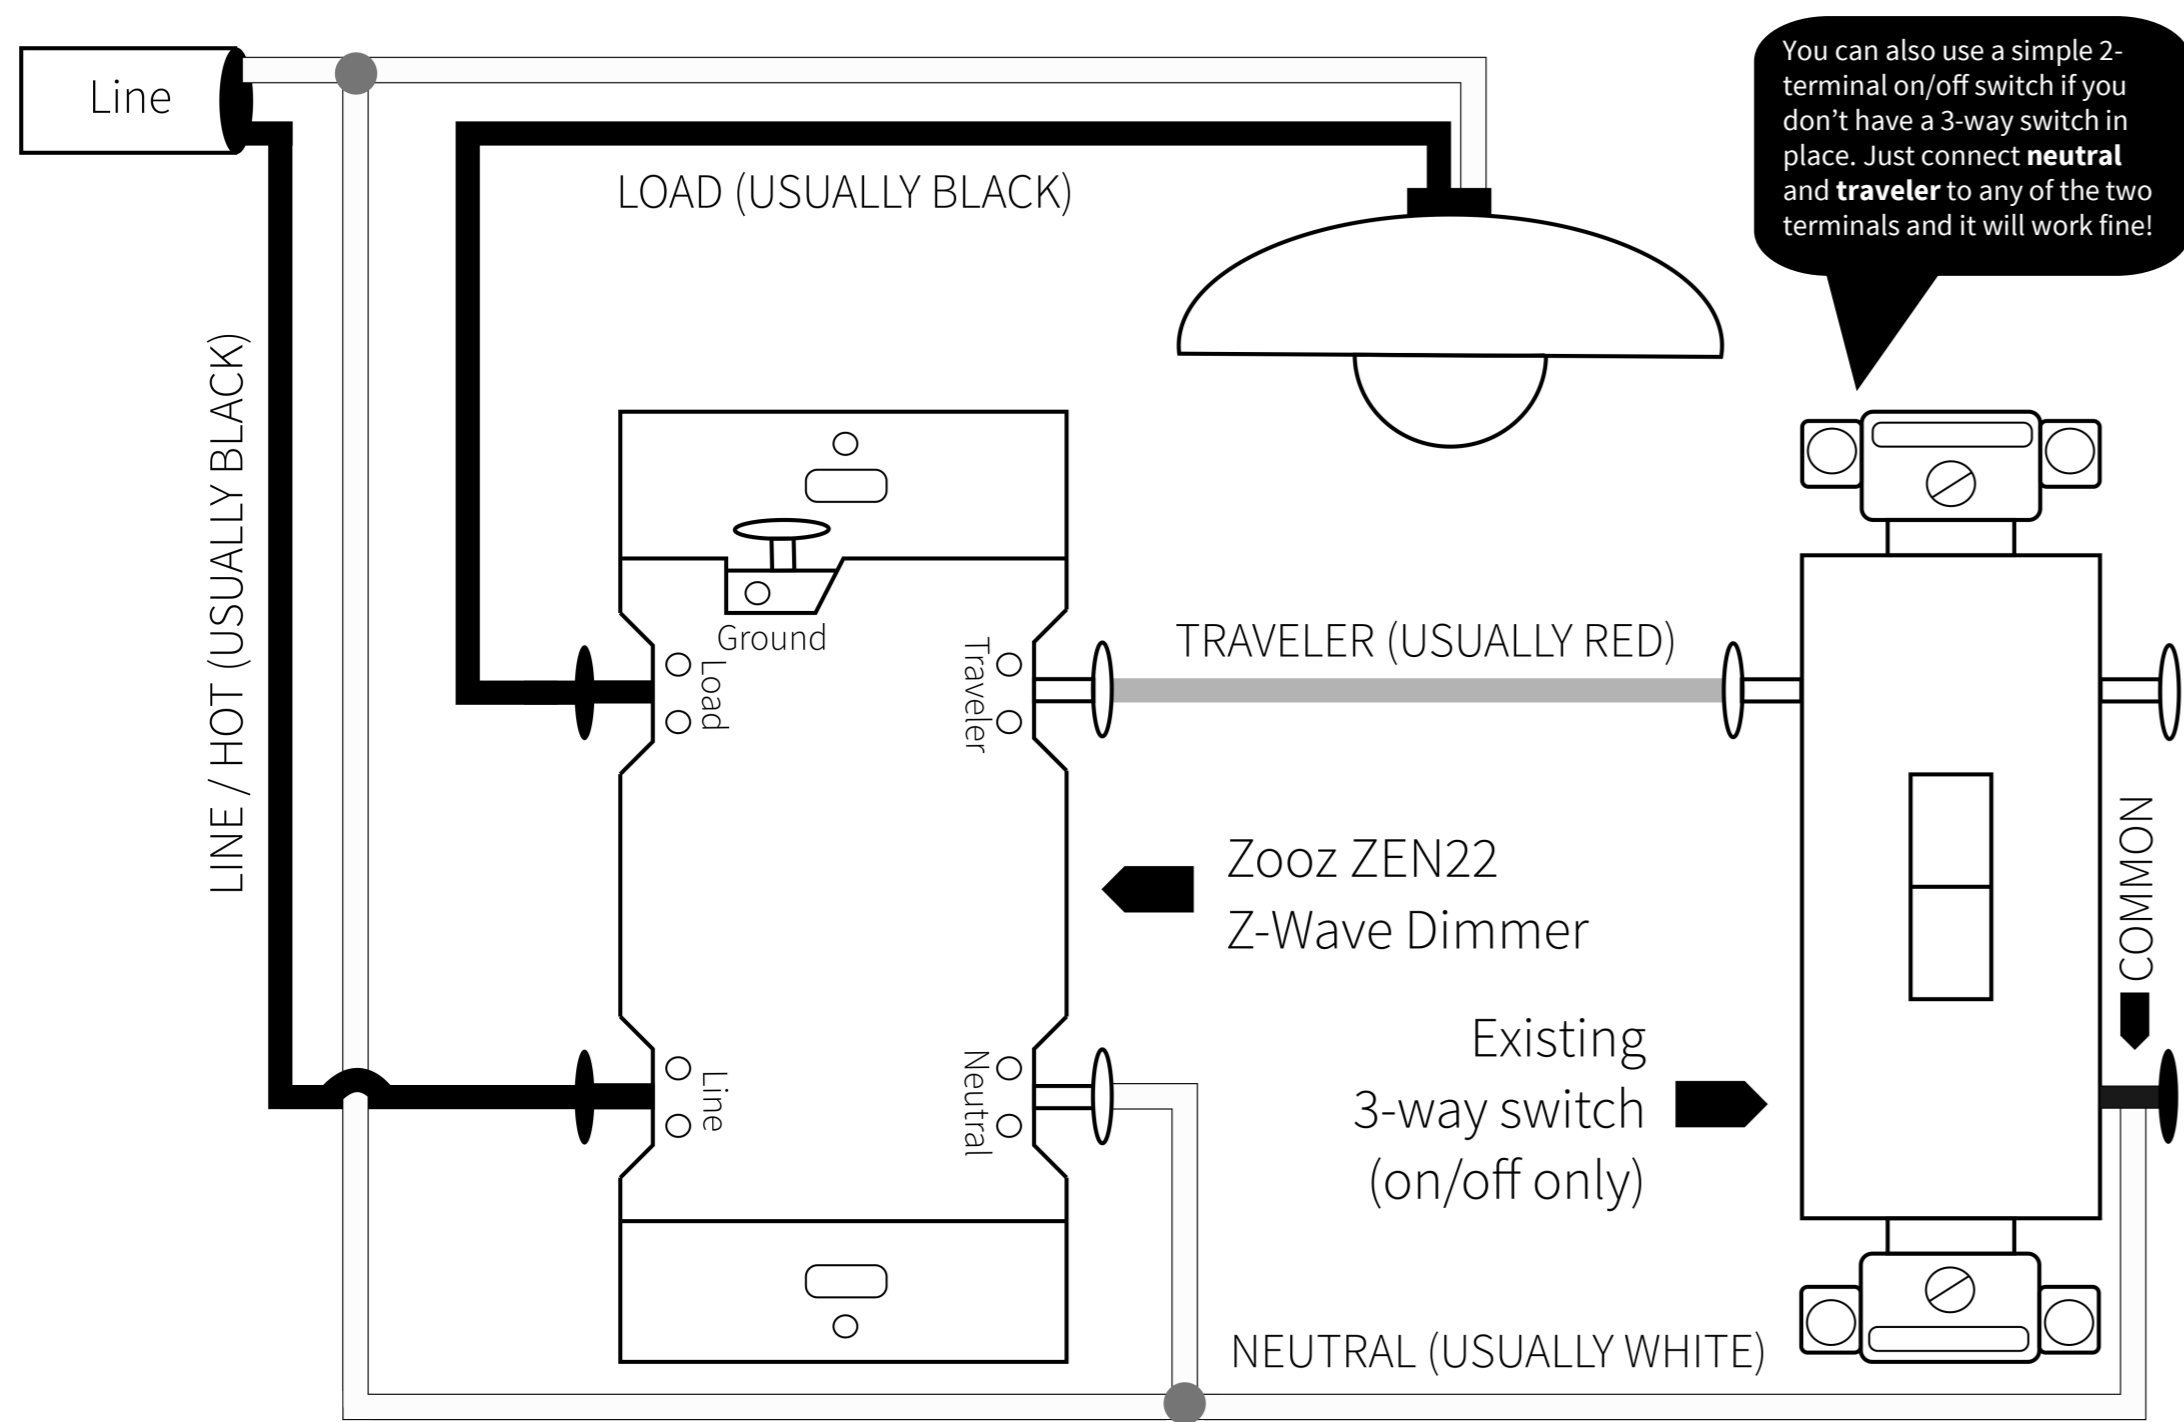 Line
You can also use a simple 2-
terminal on/off switch if you
don't have a 3-way switch in
place. Just connect neutral
and traveler to any of the two
terminals and it will work fine!
LOAD (USUALLY BLACK)
LINE / HOT (USUALLY BLACK)
Ground
Load
Traveler
TRAVELER (USUALLY RED)
Zooz ZEN22
Z-Wave Dimmer
COMMON
Existing
3-way switch
(on/off only)
Line
Neutral
NEUTRAL (USUALLY WHITE)